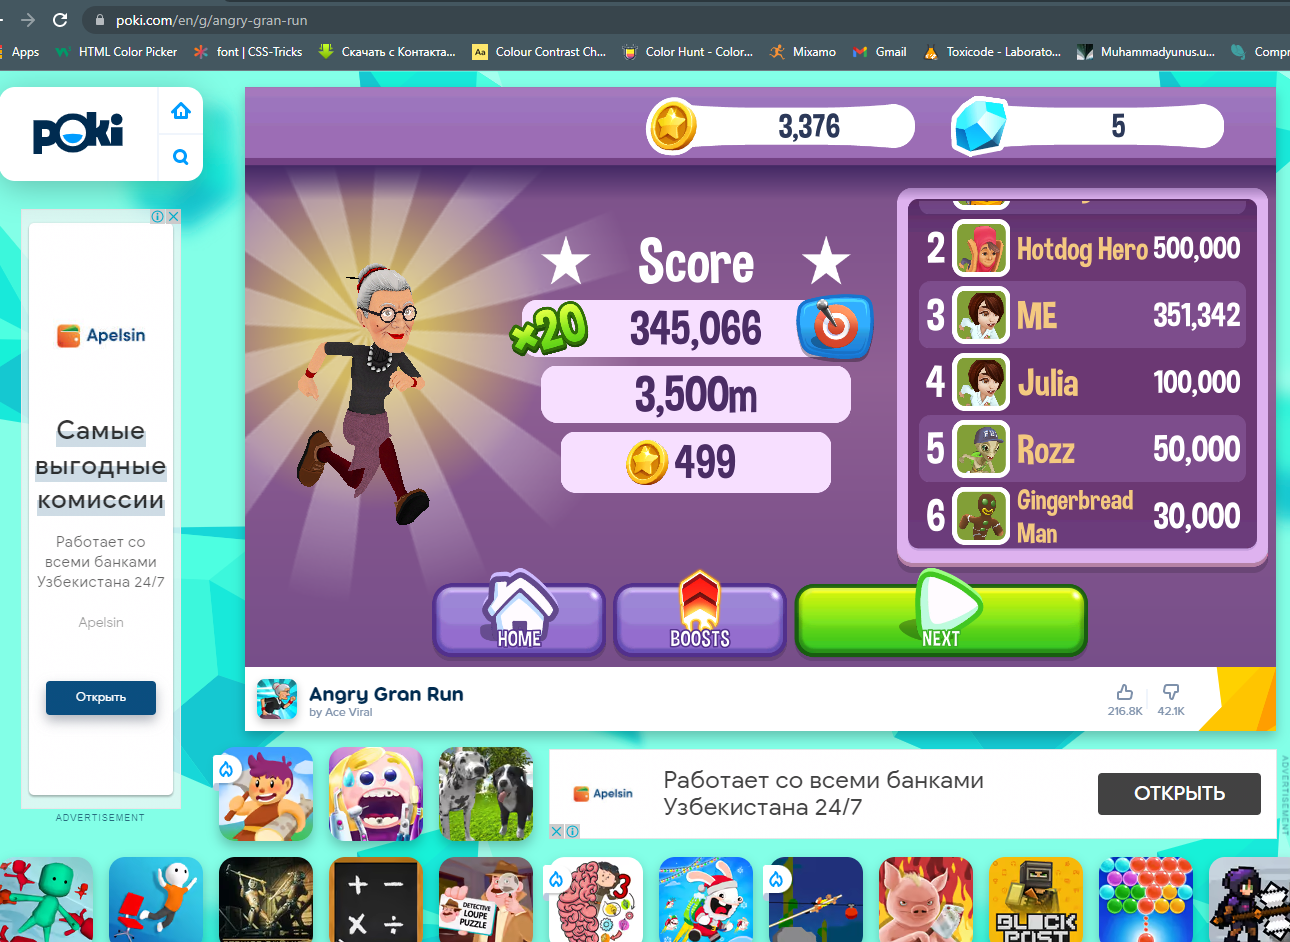 poki.com/en/g/angry-gran-run
Apps
HTML Color Picker
font | CSS-Tricks
Скачать с Контакта...
Aa
Colour Contrast Ch...
Color Hunt - Color...
Mixamo
Gmail
Toxicode - Laborato...
Muhammadyunus.u...
Compr
poki
3,376
5
Score
x20
345,066
3,500m
499
2 Hotdog Hero 500,000
3 ME 351,342
4 Julia 100,000
5 Rozz 50,000
6 Gingerbread
Man 30,000
HOME
BOOSTS
NEXT
Apelsin
Самые
выгодные
комиссии
Работает со
всеми банками
Узбекистана 24/7
Apelsin
Открыть
ADVERTISEMENT
Angry Gran Run
by Ace Viral
216.8K
42.1K
Apelsin
Работает со всеми банками
Узбекистана 24/7
ОТКРЫТЬ
ADVERTISEMENT
+ −
× ÷
DETECTIVE
LOUPE
PUZZLE
3
BLOCK
POST